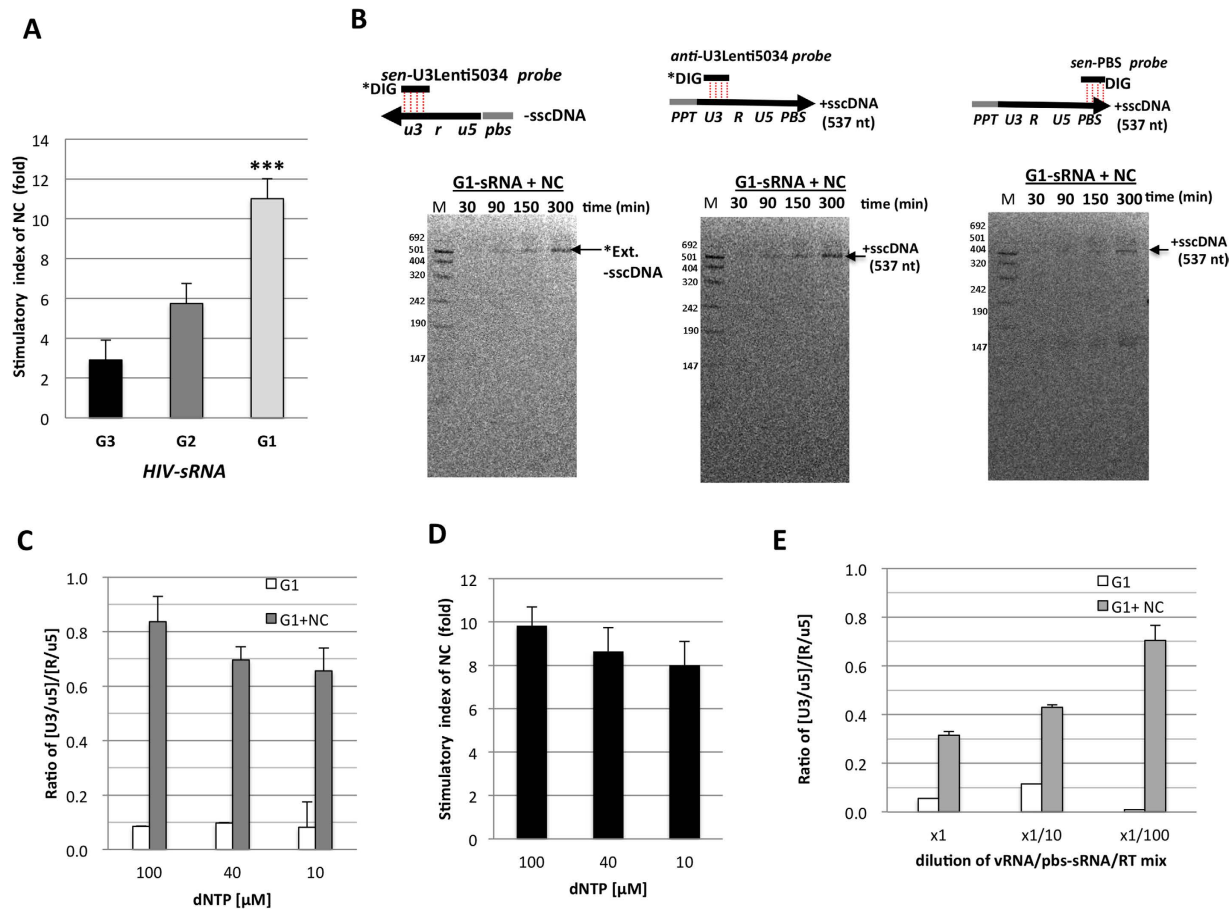 A
Stimulatory index of NC (fold)
14
12
10
8
6
4
2
0
***
G3 G2 G1
HIV-sRNA
B
sen-U3Lenti5034 probe
*DIG
u3 r u5 pbs
-sscDNA
G1-sRNA + NC
M 30 90 150 300 time (min)
692
501
404
320
242
190
147
*Ext.
-sscDNA
anti-U3Lenti5034 probe
*DIG
+sscDNA
(537 nt)
PPT U3 R U5 PBS
G1-sRNA + NC
M 30 90 150 300 time (min)
692
501
404
320
242
190
147
+sscDNA
(537 nt)
sen-PBS probe
DIG
+sscDNA
(537 nt)
PPT U3 R U5 PBS
G1-sRNA + NC
M 30 90 150 300 time (min)
692
501
404
320
242
190
147
+sscDNA
(537 nt)
C
Ratio of [U3/u5]/[R/u5]
1.0
0.8
0.6
0.4
0.2
0.0
G1
G1+NC
100 40 10
dNTP [µM]
D
Stimulatory index of NC (fold)
12
10
8
6
4
2
0
100 40 10
dNTP [µM]
E
Ratio of [U3/u5]/[R/u5]
1.0
0.8
0.6
0.4
0.2
0.0
G1
G1+ NC
x1 x1/10 x1/100
dilution of vRNA/pbs-sRNA/RT mix